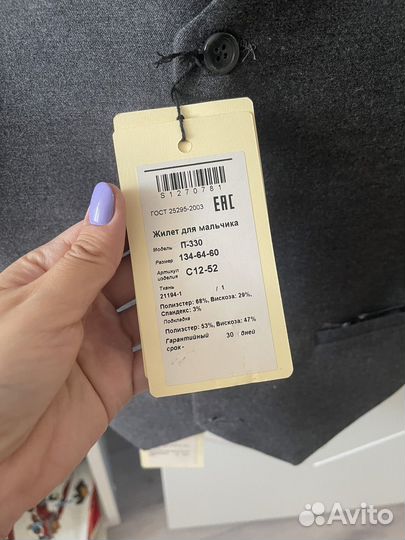 S1270781
ГОСТ 25295-2003 EAC
Жилет для мальчика
Модель П-330
Размер 134-64-60
Артикул изделия С12-52
Ткань
21194-1 / 1
Полиэстер: 68%, Вискоза: 29%,
Спандекс: 3%
Подкладка
Полиэстер: 53%, Вискоза: 47%
Гарантийный срок - 30 дней
Avito